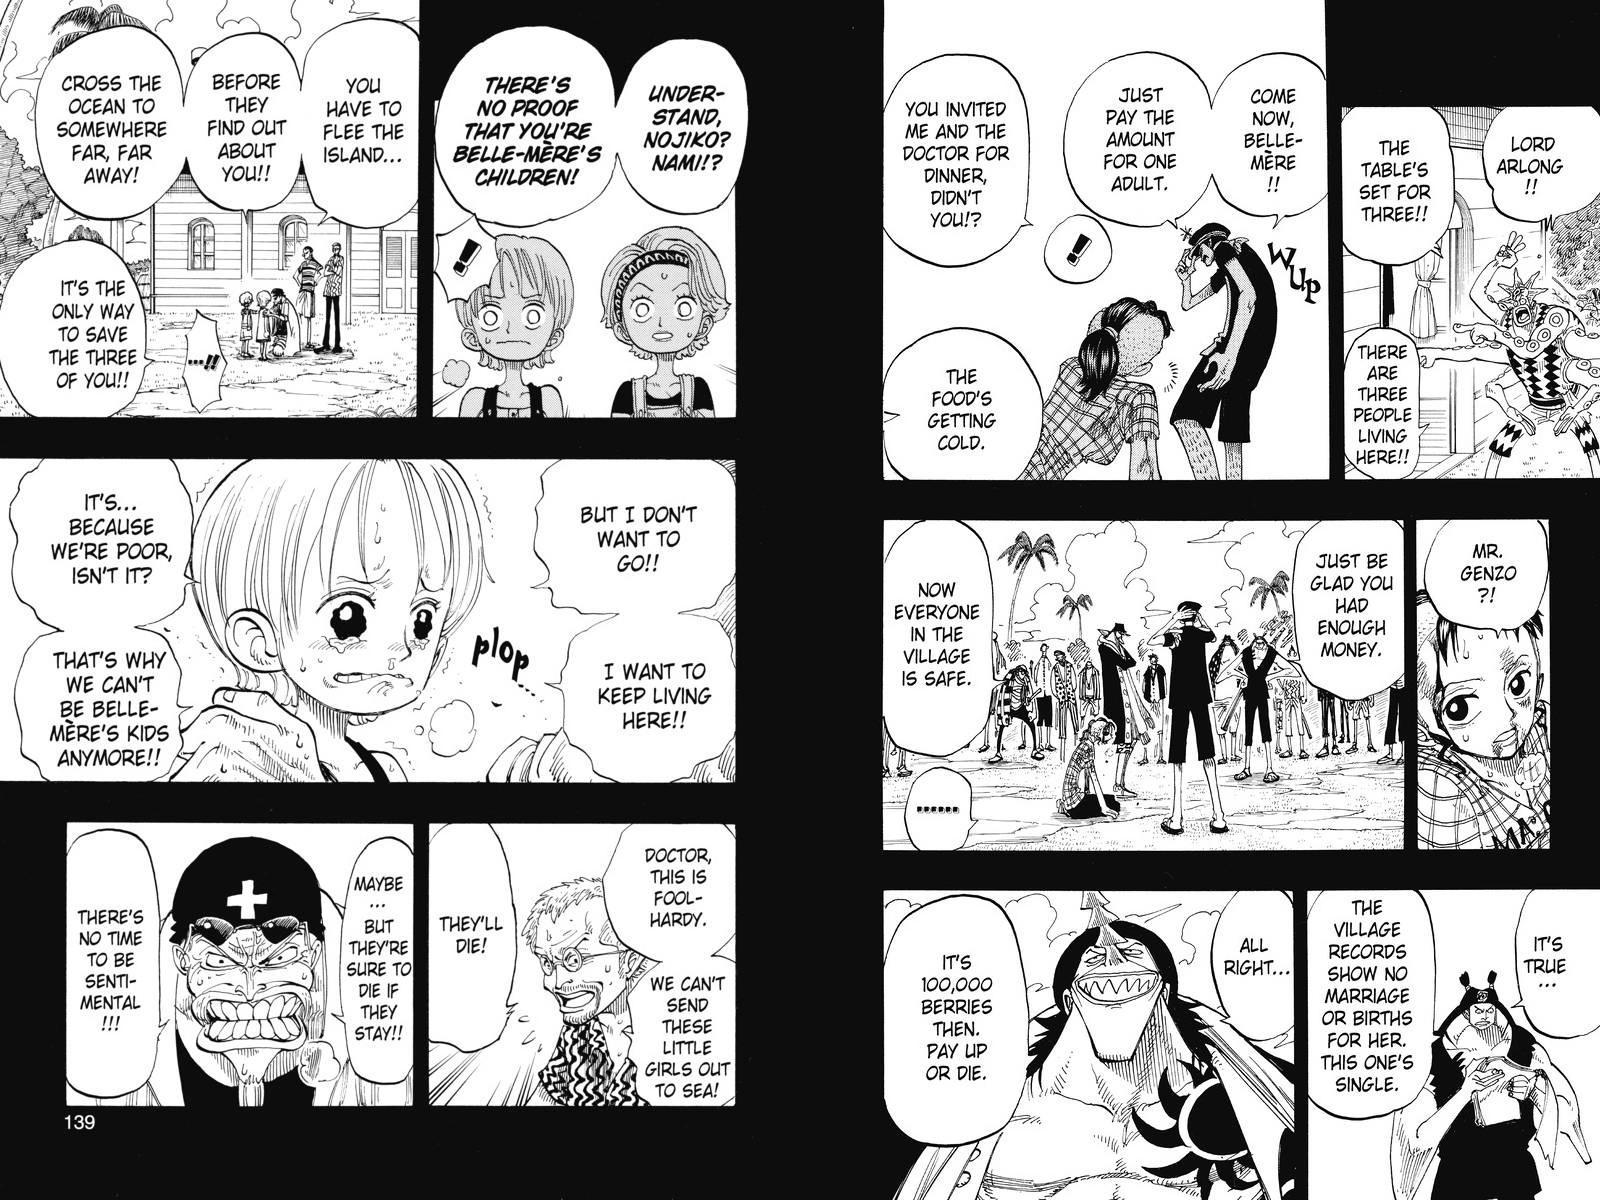 LORD
ARLONG
!!
THE
TABLE'S
SET FOR
THREE!!
THERE
ARE
THREE
PEOPLE
LIVING
HERE!!
COME
NOW,
BELLE-
MÈRE
!!
JUST
PAY THE
AMOUNT
FOR ONE
ADULT.
WUP
!
YOU INVITED
ME AND THE
DOCTOR FOR
DINNER,
DIDN'T
YOU!?
THE
FOOD'S
GETTING
COLD.
MR.
GENZO
?!
MA.
JUST BE
GLAD YOU
HAD
ENOUGH
MONEY.
NOW
EVERYONE
IN THE
VILLAGE
IS SAFE.
......
IT'S
TRUE
...
THE
VILLAGE
RECORDS
SHOW NO
MARRIAGE
OR BIRTHS
FOR HER.
THIS ONE'S
SINGLE.
ALL
RIGHT...
IT'S
100,000
BERRIES
THEN.
PAY UP
OR DIE.
UNDER-
STAND,
NOJIKO?
NAMI!?
THERE'S
NO PROOF
THAT YOU'RE
BELLE-MÈRE'S
CHILDREN!
!
YOU
HAVE TO
FLEE THE
ISLAND...
BEFORE
THEY
FIND OUT
ABOUT
YOU!!
CROSS THE
OCEAN TO
SOMEWHERE
FAR, FAR
AWAY!
IT'S THE
ONLY WAY
TO SAVE
THE THREE
OF YOU!!
...!!
BUT I DON'T
WANT TO
GO!!
I WANT TO
KEEP LIVING
HERE!!
plop
...
IT'S...
BECAUSE
WE'RE POOR,
ISN'T IT?
THAT'S WHY
WE CAN'T
BE BELLE-
MÈRE'S KIDS
ANYMORE!!
DOCTOR,
THIS IS
FOOL-
HARDY.
WE CAN'T
SEND
THESE
LITTLE
GIRLS OUT
TO SEA!
THEY'LL
DIE!
MAYBE
...
BUT
THEY'RE
SURE TO
DIE IF
THEY
STAY!!
THERE'S
NO TIME
TO BE
SENTI-
MENTAL
!!!
139